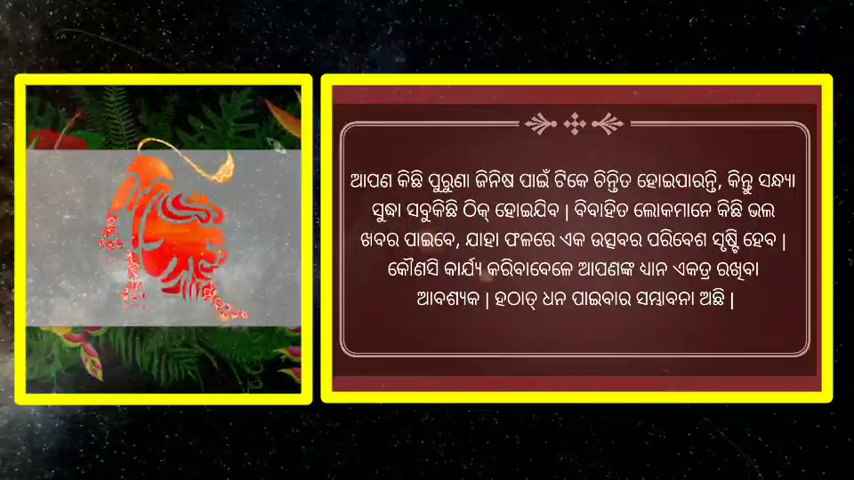 ଆପଣ କିଛି ପୁରୁଣା ଜିନିଷ ପାଇଁ ଟିକେ ଚିନ୍ତିତ ହୋଇପାରନ୍ତି, କିନ୍ତୁ ସନ୍ଧ୍ୟା
ସୁଦ୍ଧା ସବୁକିଛି ଠିକ୍ ହୋଇଯିବ | ବିବାହିତ ଲୋକମାନେ କିଛି ଭଲ
ଖବର ପାଇବେ, ଯାହା ଫଳରେ ଏକ ଉତ୍ସବର ପରିବେଶ ସୃଷ୍ଟି ହେବ |
କୌଣସି କାର୍ଯ୍ୟ କରିବାବେଳେ ଆପଣଙ୍କ ଧ୍ୟାନ ଏକତ୍ର ରଖିବା
ଆବଶ୍ୟକ | ହଠାତ୍ ଧନ ପାଇବାର ସମ୍ଭାବନା ଅଛି |